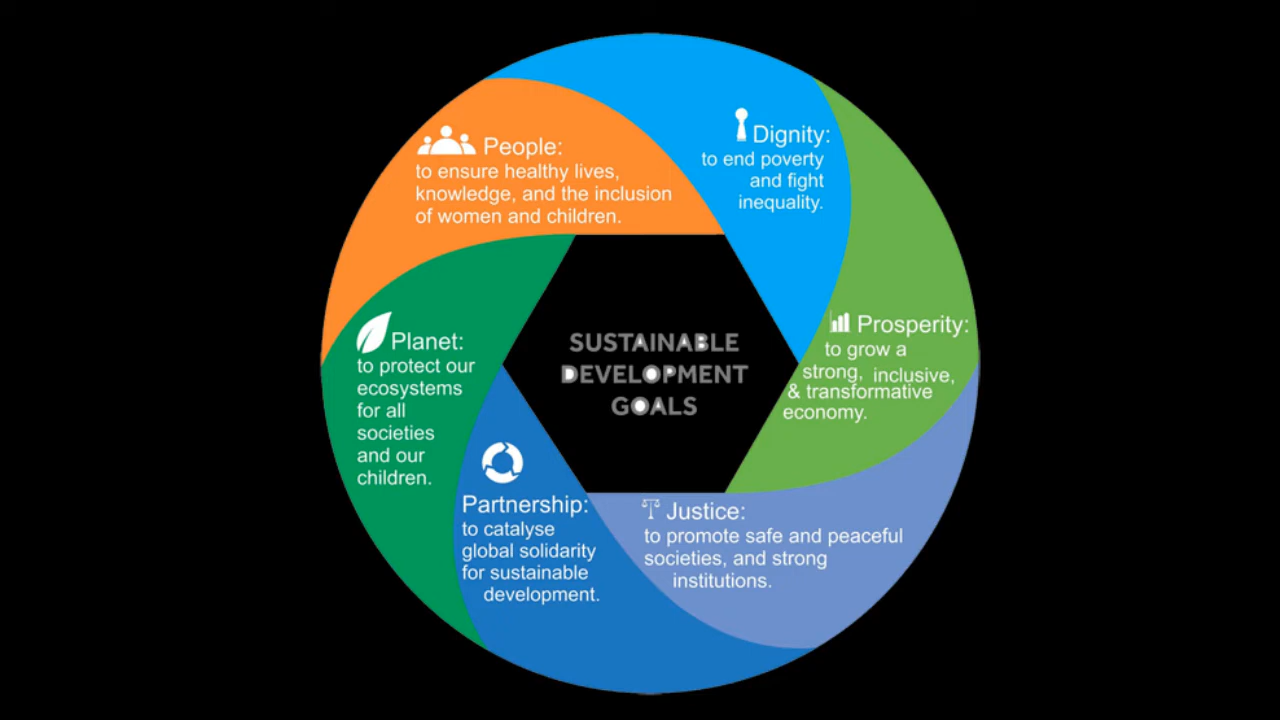 People:
to ensure healthy lives,
knowledge, and the inclusion
of women and children.
Dignity:
to end poverty
and fight
inequality.
Prosperity:
to grow a
strong, inclusive,
& transformative
economy.
SUSTAINABLE
DEVELOPMENT
GOALS
Planet:
to protect our
ecosystems
for all
societies
and our
children.
Partnership:
to catalyse
global solidarity
for sustainable
development.
Justice:
to promote safe and peaceful
societies, and strong
institutions.